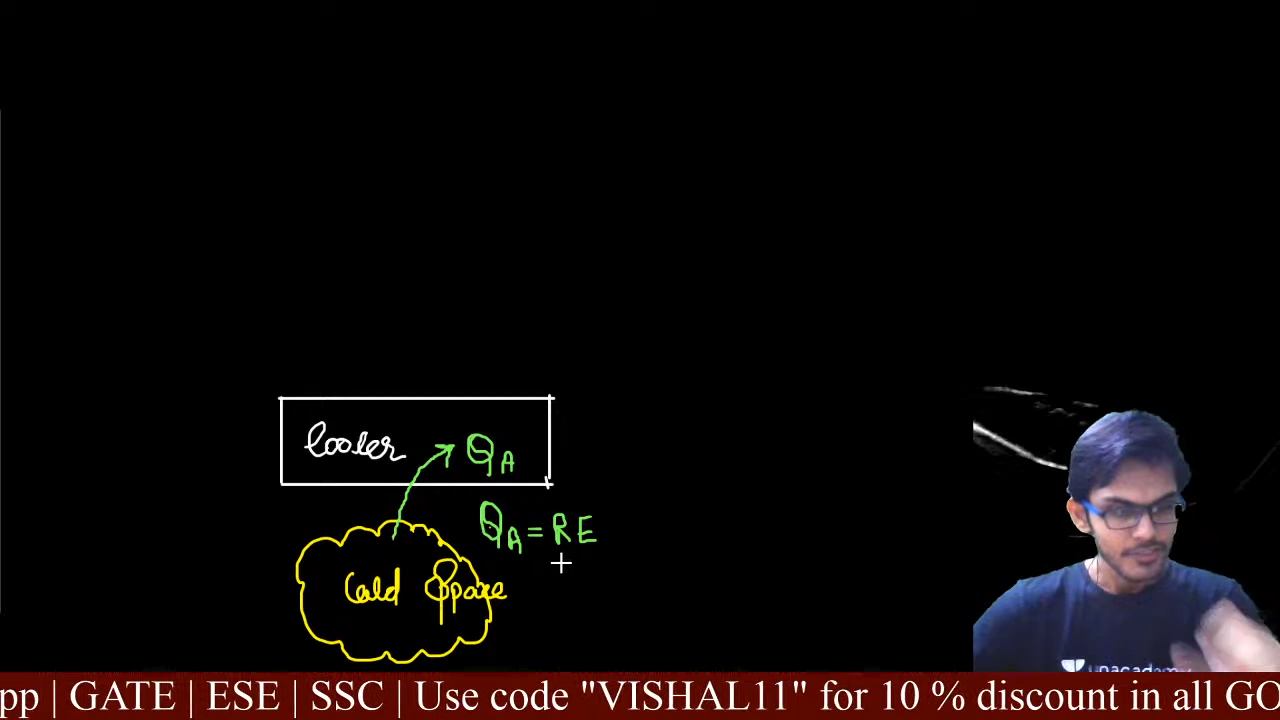 Cooler QA
QA = RE
Cold Space
unacademy
pp | GATE | ESE | SSC | Use code "VISHAL11" for 10 % discount in all GO